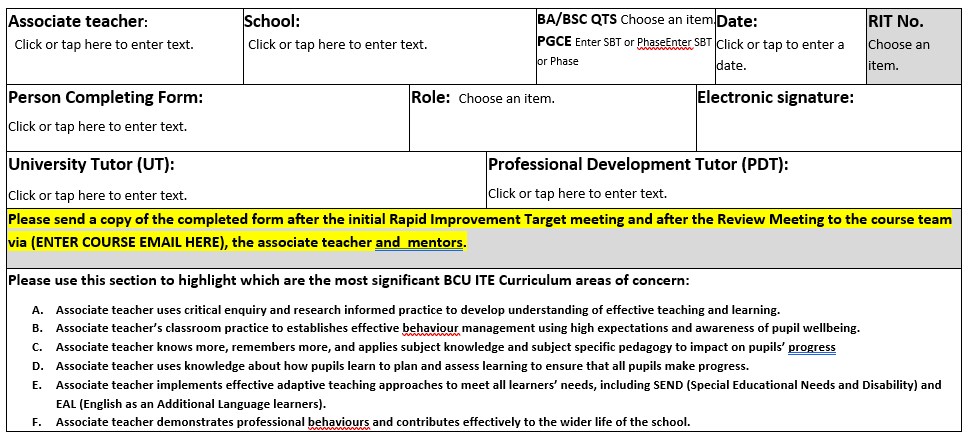 Associate teacher:
Click or tap here to enter text.
School:
Click or tap here to enter text.
BA/BSC QTS Choose an item.
PGCE Enter SBT or PhaseEnter SBT
or Phase
Date:
Click or tap to enter a
date.
RIT No.
Choose an
item.
Person Completing Form:
Click or tap here to enter text.
Role: Choose an item.
Electronic signature:
University Tutor (UT):
Click or tap here to enter text.
Professional Development Tutor (PDT):
Click or tap here to enter text.
Please send a copy of the completed form after the initial Rapid Improvement Target meeting and after the Review Meeting to the course team
via (ENTER COURSE EMAIL HERE), the associate teacher and mentors.
Please use this section to highlight which are the most significant BCU ITE Curriculum areas of concern:
A. Associate teacher uses critical enquiry and research informed practice to develop understanding of effective teaching and learning.
B. Associate teacher's classroom practice to establishes effective behaviour management using high expectations and awareness of pupil wellbeing.
C. Associate teacher knows more, remembers more, and applies subject knowledge and subject specific pedagogy to impact on pupils' progress
D. Associate teacher uses knowledge about how pupils learn to plan and assess learning to ensure that all pupils make progress.
E. Associate teacher implements effective adaptive teaching approaches to meet all learners' needs, including SEND (Special Educational Needs and Disability) and
EAL (English as an Additional Language learners).
F. Associate teacher demonstrates professional behaviours and contributes effectively to the wider life of the school.